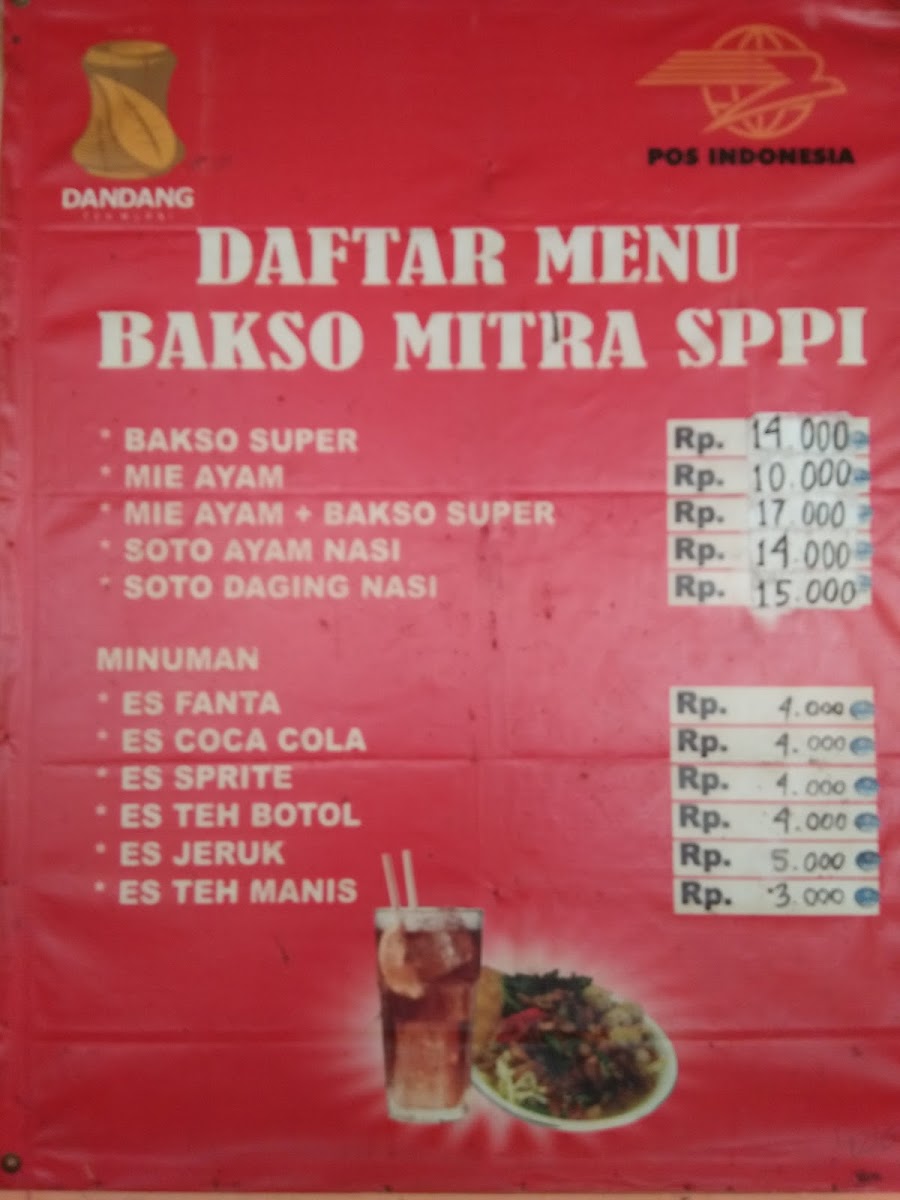 DANDANG
POS INDONESIA
DAFTAR MENU
BAKSO MITRA SPPI
* BAKSO SUPER Rp. 14.000
* MIE AYAM Rp. 10.000
* MIE AYAM + BAKSO SUPER Rp. 17.000
* SOTO AYAM NASI Rp. 14.000
* SOTO DAGING NASI Rp. 15.000
MINUMAN
* ES FANTA Rp. 4.000
* ES COCA COLA Rp. 4.000
* ES SPRITE Rp. 4.000
* ES TEH BOTOL Rp. 4.000
* ES JERUK Rp. 5.000
* ES TEH MANIS Rp. 3.000